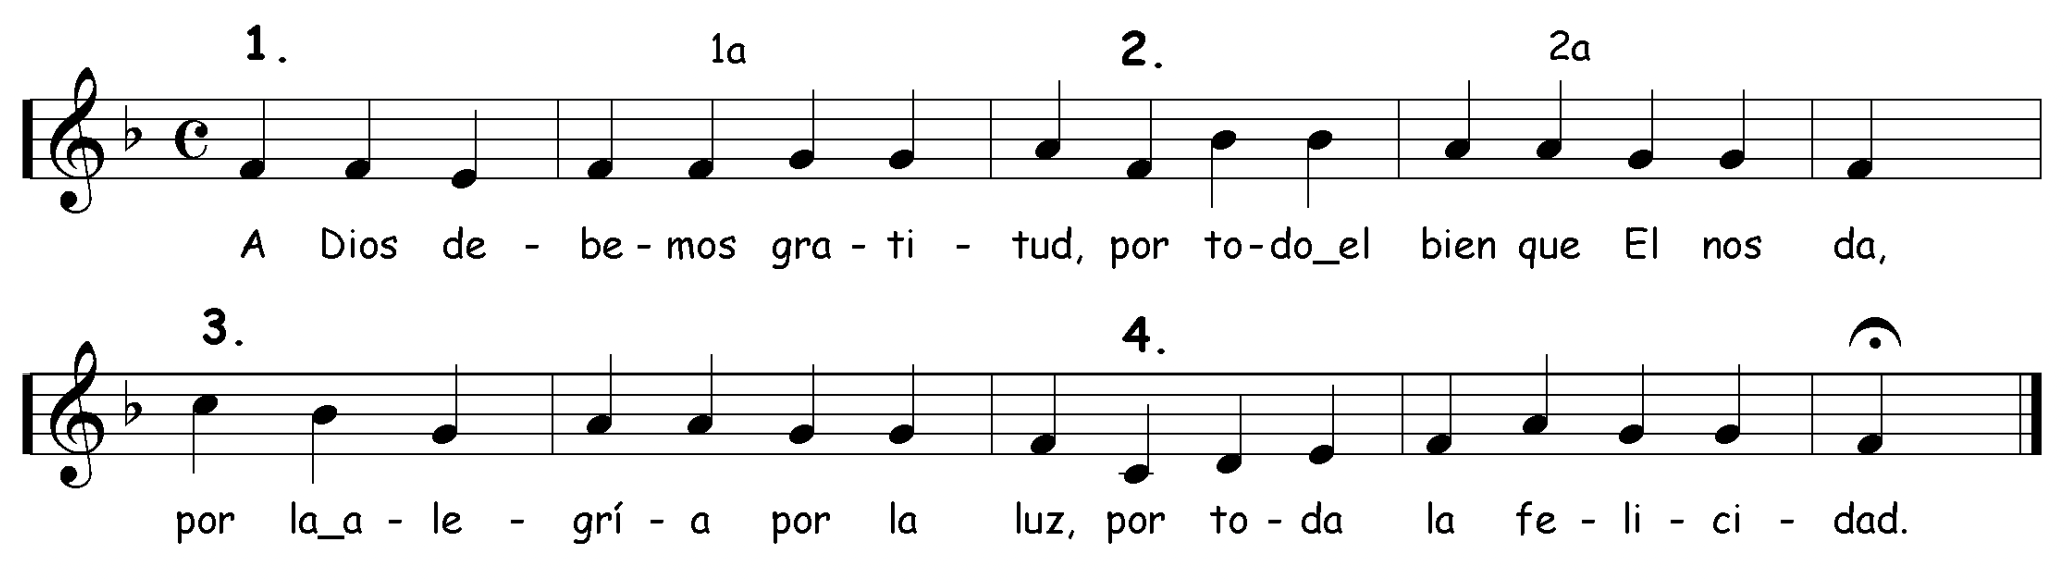 1. 1a 2. 2a
A Dios de - be - mos gra - ti - tud, por to - do_el bien que El nos da,
3. 4.
por la_a - le - grí - a por la luz, por to - da la fe - li - ci - dad.